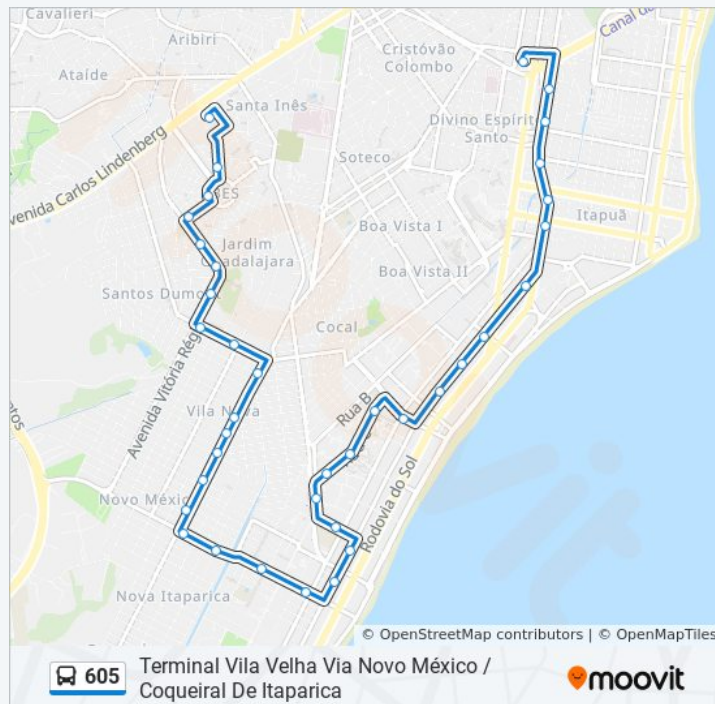 Cavalieri
Aribiri
Ataíde
Cristóvão
Colombo
Canal da
Santa Inês
Divino Espírito
Santo
Avenida Carlos Lindenberg
Soteco
IBES
Itapuã
Boa Vista I
Jardim
Guadalajara
Boa Vista II
Santos Dumont
Cocal
Avenida Vitória Régia
Rua B
Vila Nova
Novo México
Rodovia do Sol
Nova Itaparica
© OpenStreetMap contributors | © OpenMapTiles
605
Terminal Vila Velha Via Novo México /
Coqueiral De Itaparica
moovit